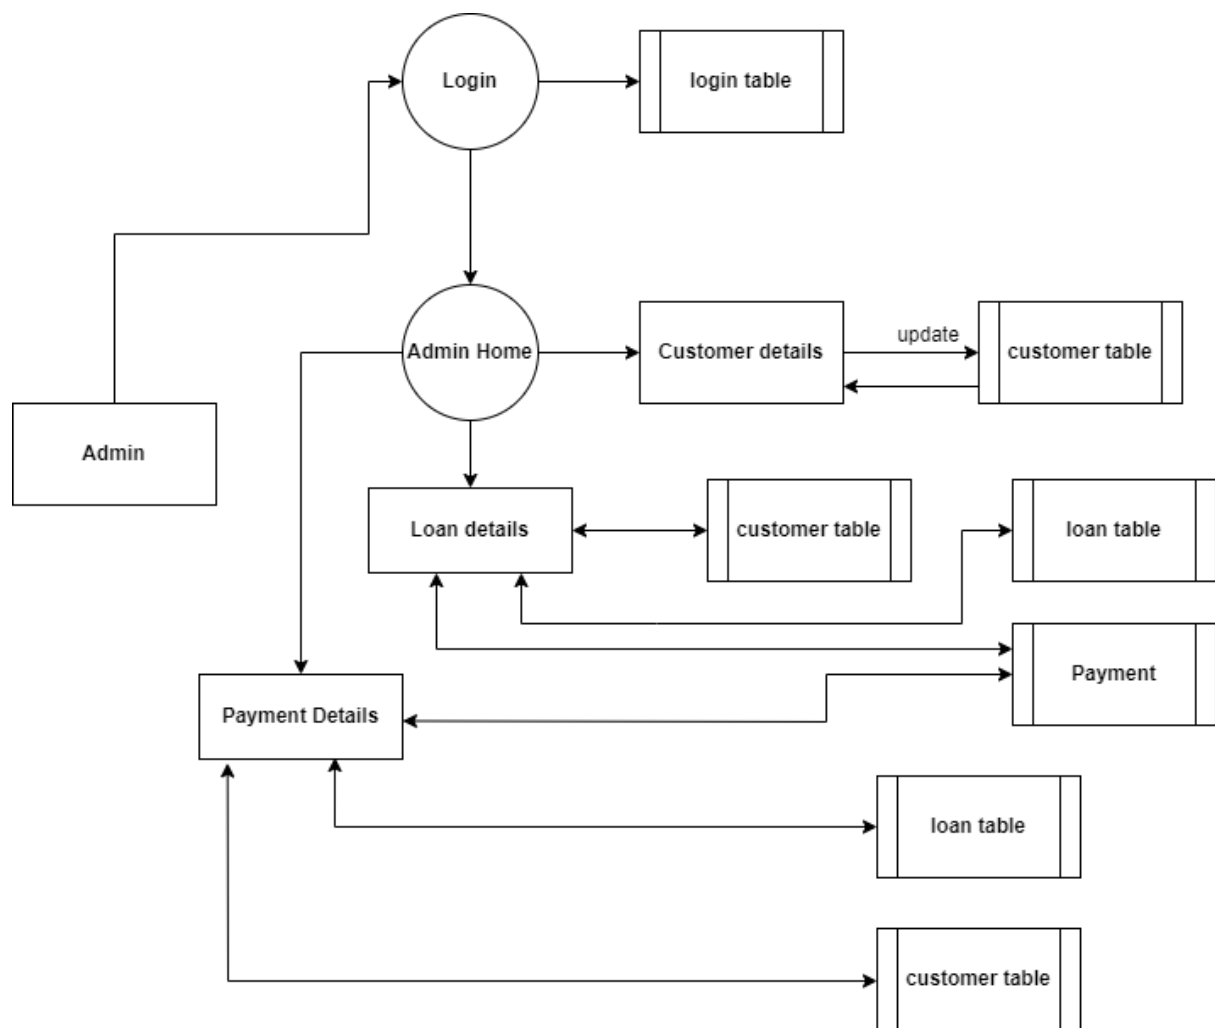 Login
login table
update
Admin Home
Customer details
customer table
Admin
Loan details
customer table
loan table
Payment
Payment Details
loan table
customer table